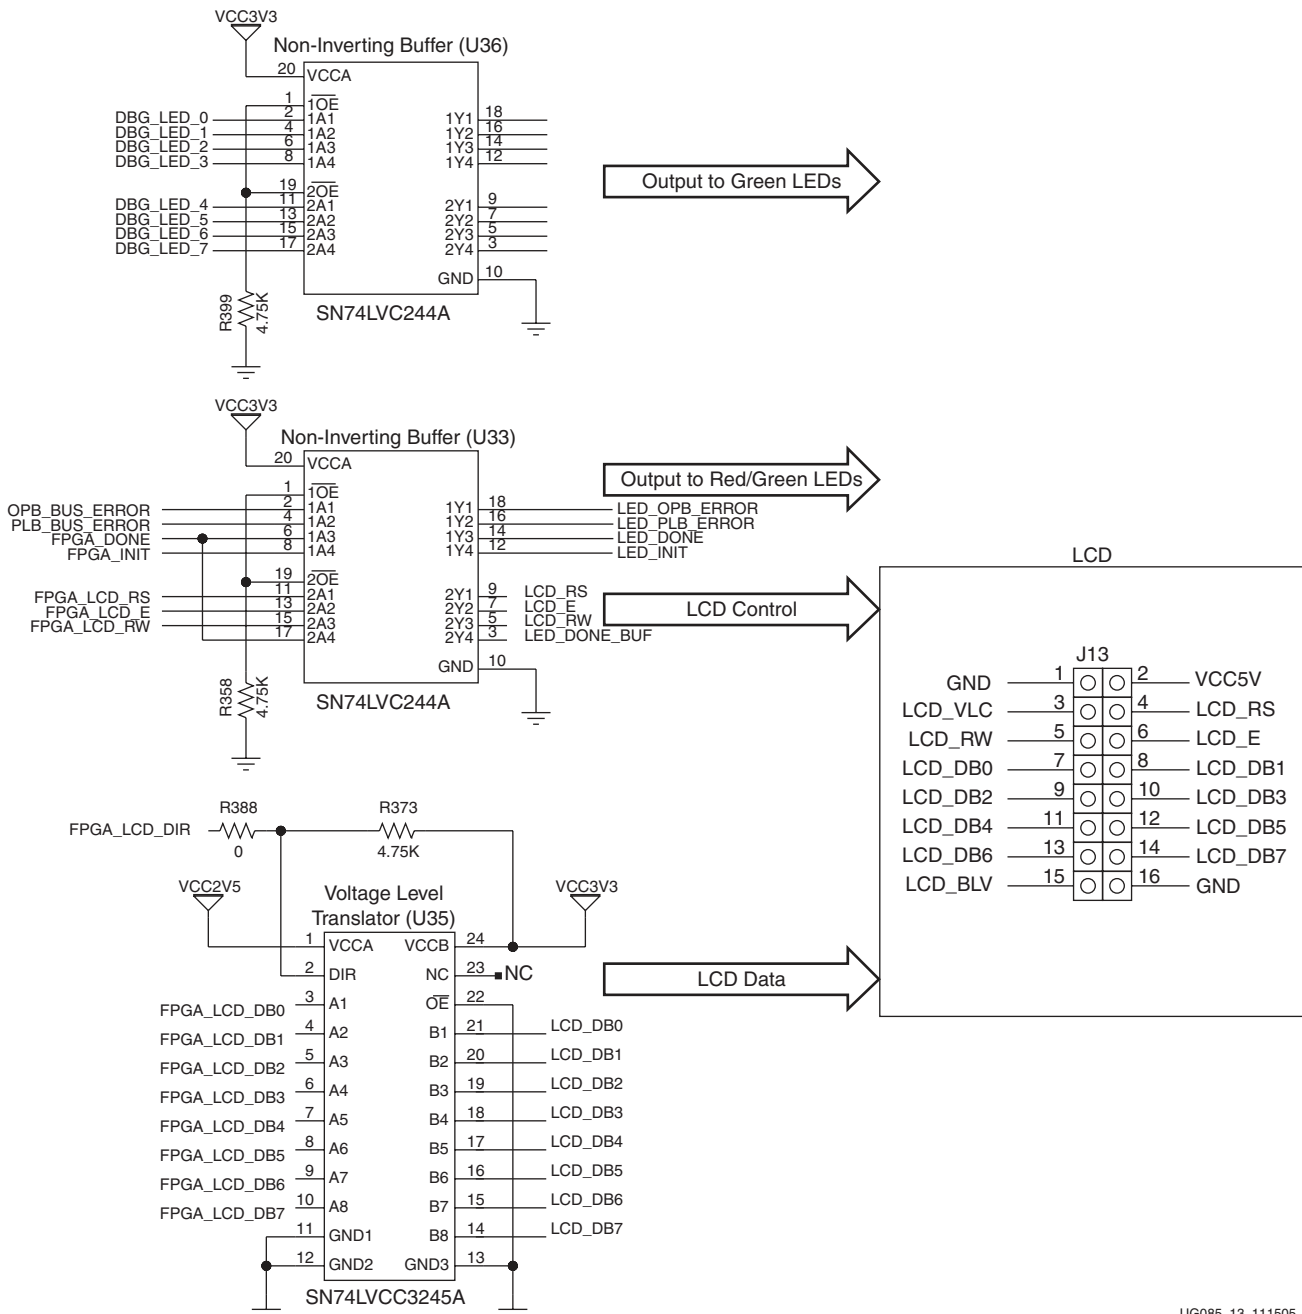 VCC3V3
Non-Inverting Buffer (U36)
20 VCCA
1 1OE
DBG_LED_0 2 1A1 1Y1 18
DBG_LED_1 4 1A2 1Y2 16
DBG_LED_2 6 1A3 1Y3 14
DBG_LED_3 8 1A4 1Y4 12
Output to Green LEDs
19 2OE
DBG_LED_4 11 2A1 2Y1 9
DBG_LED_5 13 2A2 2Y2 7
DBG_LED_6 15 2A3 2Y3 5
DBG_LED_7 17 2A4 2Y4 3
GND 10
R399
4.75K
SN74LVC244A
VCC3V3
Non-Inverting Buffer (U33)
20 VCCA
Output to Red/Green LEDs
1 1OE
OPB_BUS_ERROR 2 1A1 1Y1 18 LED_OPB_ERROR
PLB_BUS_ERROR 4 1A2 1Y2 16 LED_PLB_ERROR
FPGA_DONE 6 1A3 1Y3 14 LED_DONE
FPGA_INIT 8 1A4 1Y4 12 LED_INIT
19 2OE
FPGA_LCD_RS 11 2A1 2Y1 9 LCD_RS
FPGA_LCD_E 13 2A2 2Y2 7 LCD_E
FPGA_LCD_RW 15 2A3 2Y3 5 LCD_RW
17 2A4 2Y4 3 LED_DONE_BUF
LCD Control
GND 10
R358
4.75K
SN74LVC244A
LCD
J13
GND 1 2 VCC5V
LCD_VLC 3 4 LCD_RS
LCD_RW 5 6 LCD_E
LCD_DB0 7 8 LCD_DB1
LCD_DB2 9 10 LCD_DB3
LCD_DB4 11 12 LCD_DB5
LCD_DB6 13 14 LCD_DB7
LCD_BLV 15 16 GND
R388 R373
FPGA_LCD_DIR
0 4.75K
VCC2V5 VCC3V3
Voltage Level
Translator (U35)
1 VCCA VCCB 24
2 DIR NC 23 NC
LCD Data
FPGA_LCD_DB0 3 A1 OE 22
FPGA_LCD_DB1 4 A2 B1 21 LCD_DB0
FPGA_LCD_DB2 5 A3 B2 20 LCD_DB1
FPGA_LCD_DB3 6 A4 B3 19 LCD_DB2
FPGA_LCD_DB4 7 A5 B4 18 LCD_DB3
FPGA_LCD_DB5 8 A6 B5 17 LCD_DB4
FPGA_LCD_DB6 9 A7 B6 16 LCD_DB5
FPGA_LCD_DB7 10 A8 B7 15 LCD_DB6
11 GND1 B8 14 LCD_DB7
12 GND2 GND3 13
SN74LVCC3245A
UG085_13_111505